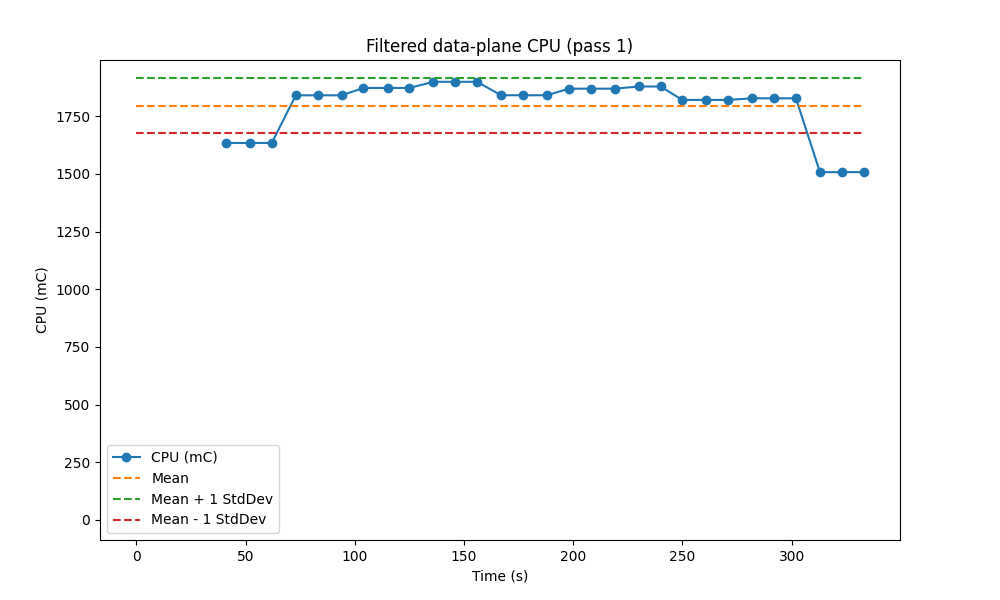 Filtered data-plane CPU (pass 1)
CPU (mC)
1750
1500
1250
1000
750
500
250
0
CPU (mC)
Mean
Mean + 1 StdDev
Mean - 1 StdDev
0 50 100 150 200 250 300
Time (s)